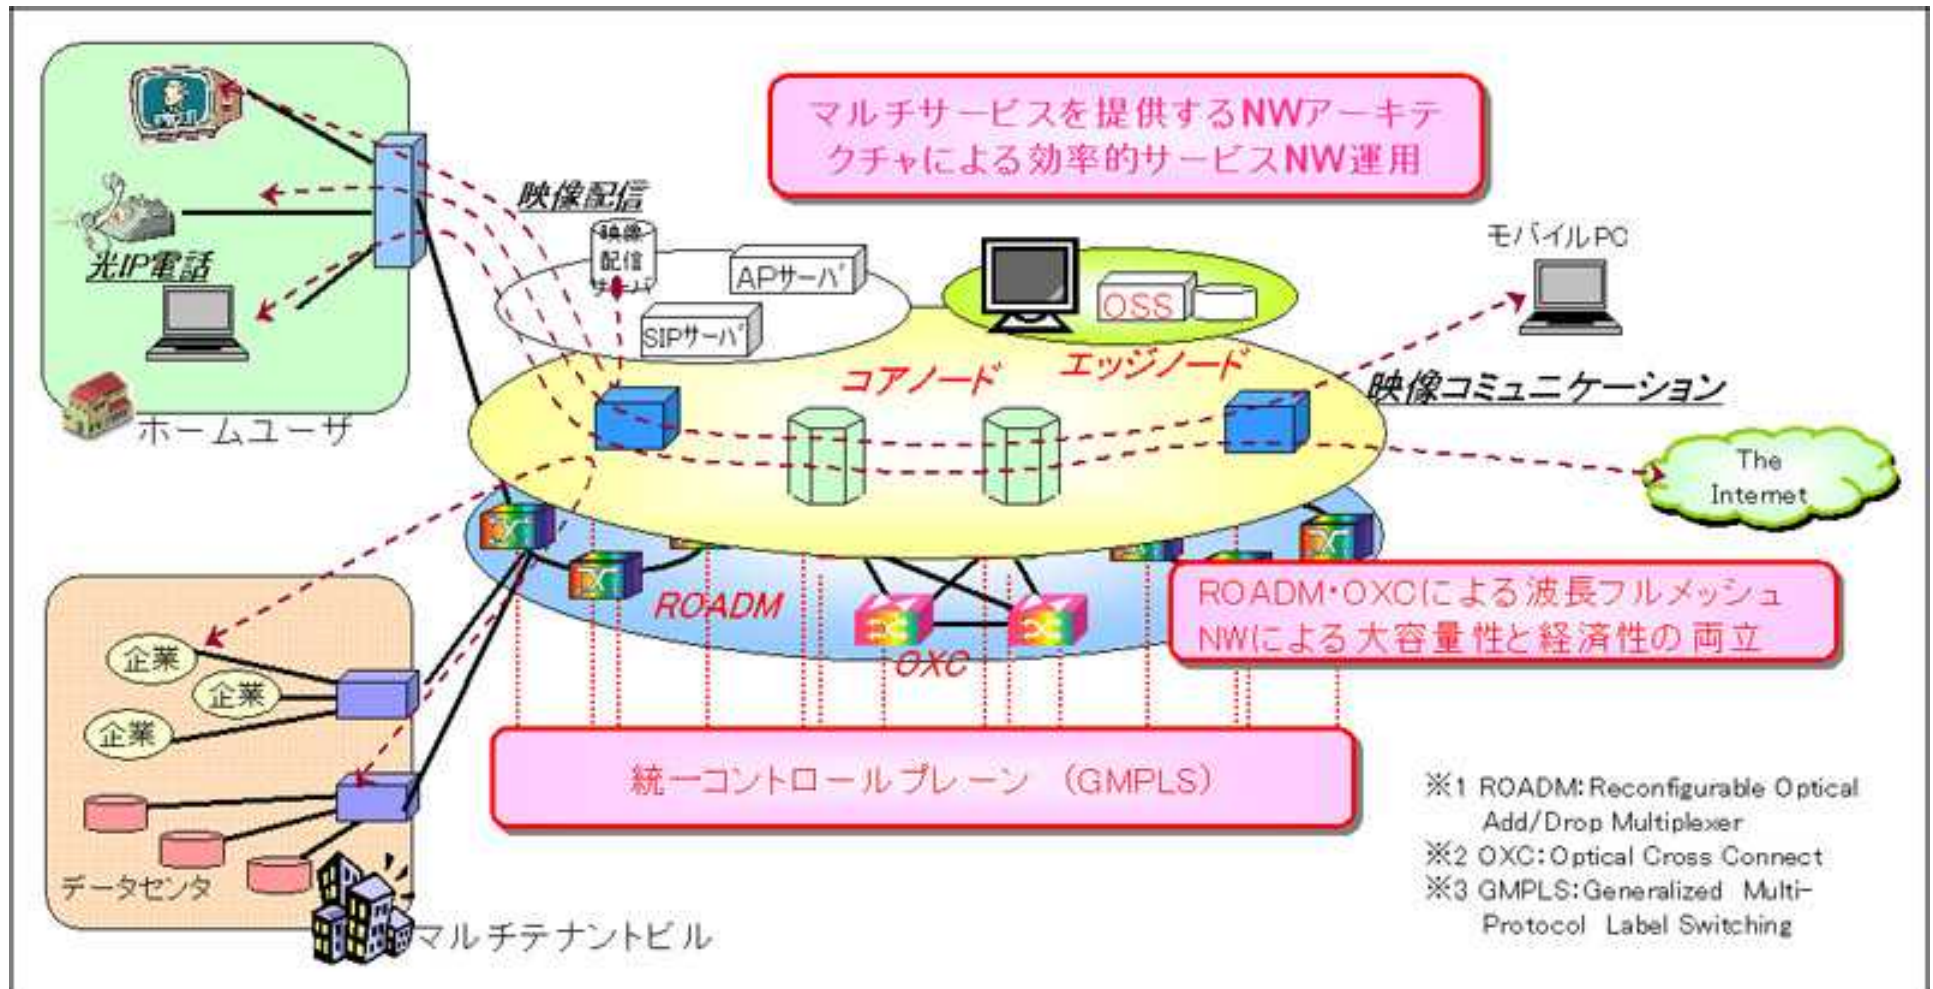 マルチサービスを提供するNWアーキテ
クチャによる効率的サービスNW運用
映像配信
映像
配信
サーバ
APサーバ
SIPサーバ
OSS
モバイルPC
光IP電話
コアノード
エッジノード
映像コミュニケーション
ホームユーザ
The
Internet
ROADM
OXC
ROADM・OXCによる波長フルメッシュ
NWによる大容量性と経済性の両立
企業
企業
企業
統一コントロールプレーン (GMPLS)
データセンタ
マルチテナントビル
※1 ROADM:Reconfigurable Optical
Add/Drop Multiplexer
※2 OXC:Optical Cross Connect
※3 GMPLS:Generalized Multi-
Protocol Label Switching